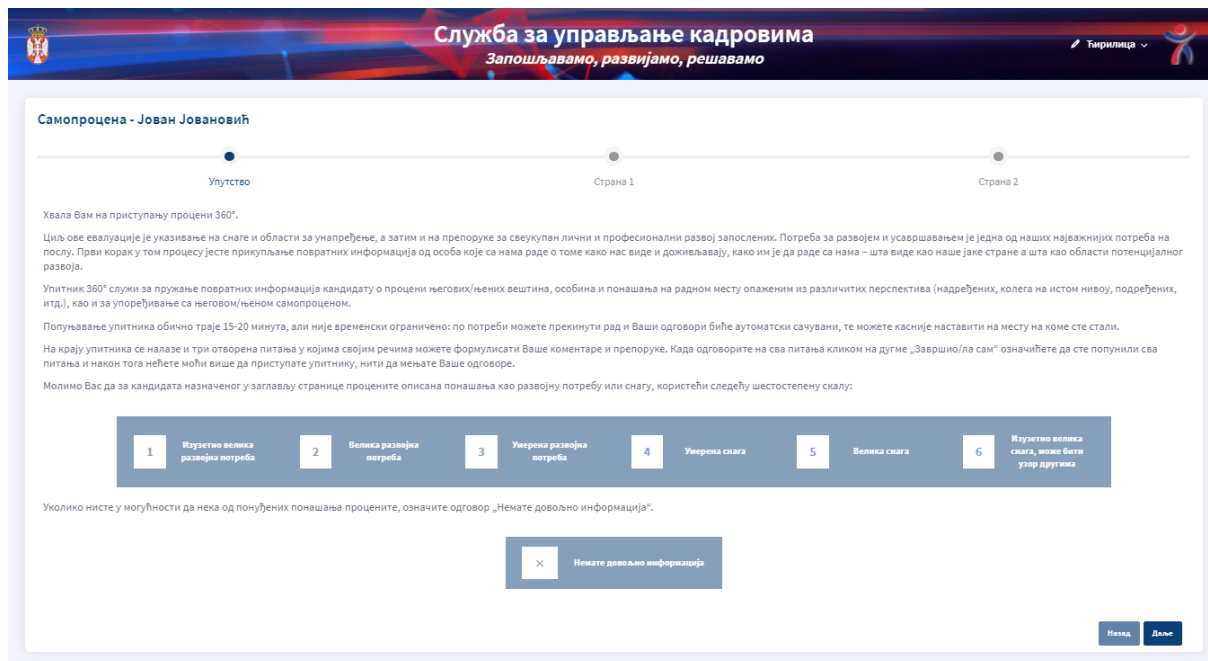 Служба за управљање кадровима
Запошљавамо, развијамо, решавамо
Ћирилица
Самопроцена - Јован Јовановић
Упутство
Страна 1
Страна 2
Хвала Вам на приступању процени 360°.
Циљ ове евалуације је указивање на снаге и области за унапређење, а затим и на препоруке за свеукупан лични и професионални развој запослених. Потреба за развојем и усавршавањем је једна од наших најважнијих потреба на
послу. Први корак у том процесу јесте прикупљање повратних информација од особа које са нама раде о томе како нас виде и доживљавају, како им је да раде са нама – шта виде као наше јаке стране а шта као области потенцијалног
развоја.
Упитник 360° служи за пружање повратних информација кандидату о процени његових/њених вештина, особина и понашања на радном месту опаженим из различитих перспектива (надређених, колега на истом нивоу, подређених,
итд.), као и за упоређивање са његовом/њеном самопроценом.
Попуњавање упитника обично траје 15-20 минута, али није временски ограничено: по потреби можете прекинути рад и Ваши одговори биће аутоматски сачувани, те можете касније наставити на месту на коме сте стали.
На крају упитника се налазе и три отворена питања у којима својим речима можете формулисати Ваше коментаре и препоруке. Када одговорите на сва питања кликом на дугме „Завршио/ла сам“ означићете да сте попунили сва
питања и након тога нећете моћи више да приступате упитнику, нити да мењате Ваше одговоре.
Молимо Вас да за кандидата назначеног у заглављу странице процените описана понашања као развојну потребу или снагу, користећи следећу шестостепену скалу:
1
Изузетно велика
развојна потреба
2
Велика развојна
потреба
3
Умерена развојна
потреба
4
Умерена снага
5
Велика снага
6
Изузетно велика
снага, може бити
узор другима
Уколико нисте у могућности да нека од понуђених понашања процените, означите одговор „Немате довољно информација“.
×
Немате довољно информација
Назад
Даље